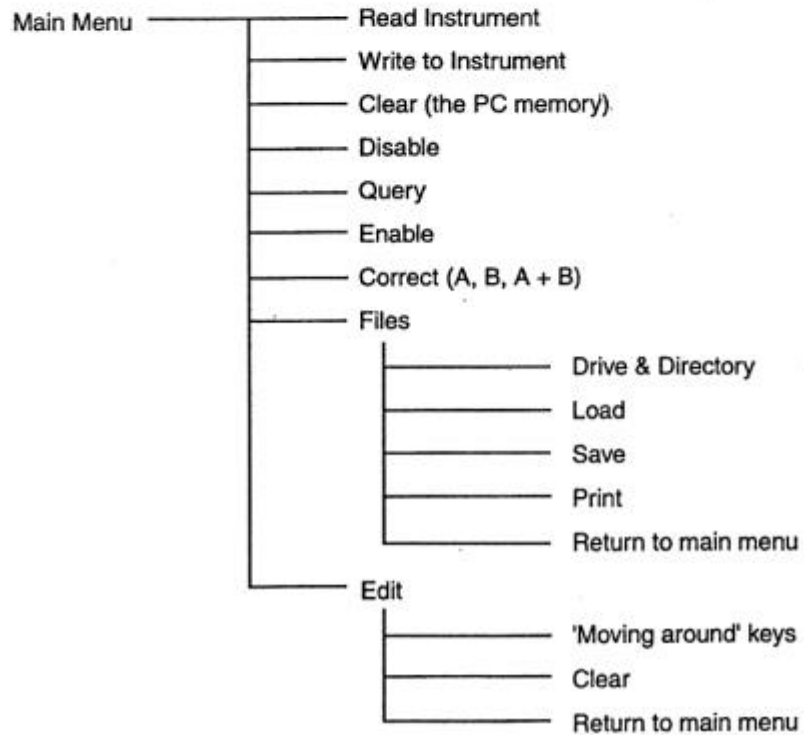 Main Menu
Read Instrument
Write to Instrument
Clear (the PC memory)
Disable
Query
Enable
Correct (A, B, A + B)
Files
Drive & Directory
Load
Save
Print
Return to main menu
Edit
'Moving around' keys
Clear
Return to main menu